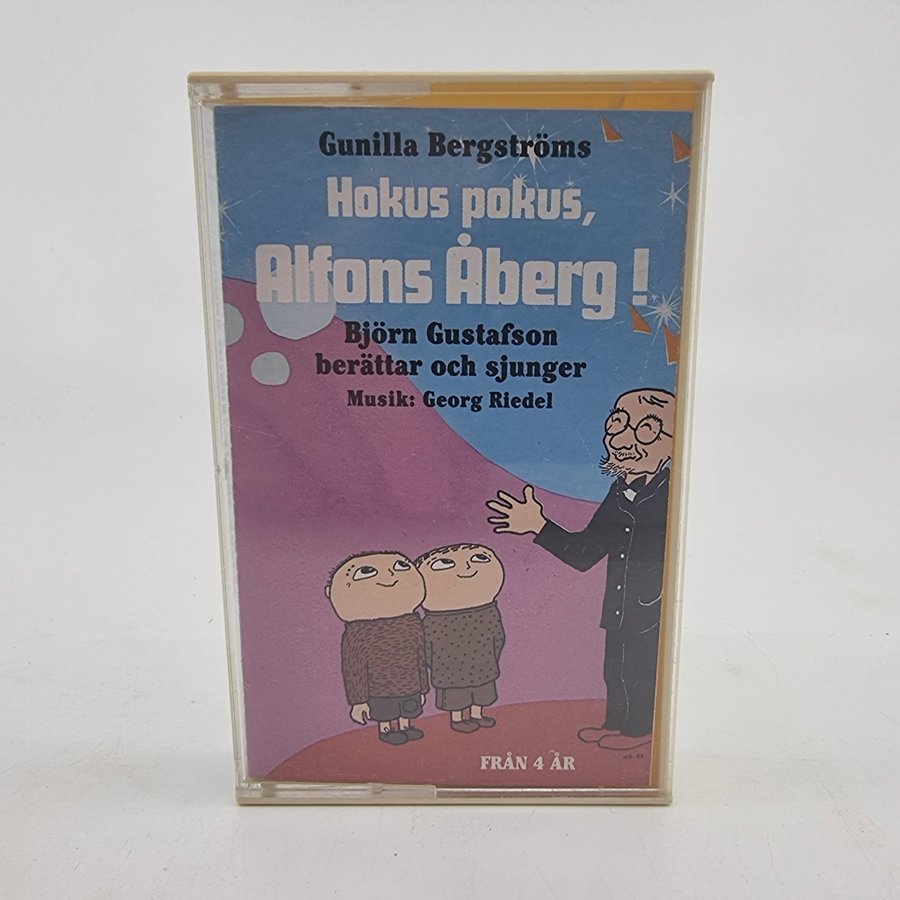 Gunilla Bergströms
Hokus pokus,
Alfons Åberg!
Björn Gustafson
berättar och sjunger
Musik: Georg Riedel
FRÅN 4 ÅR